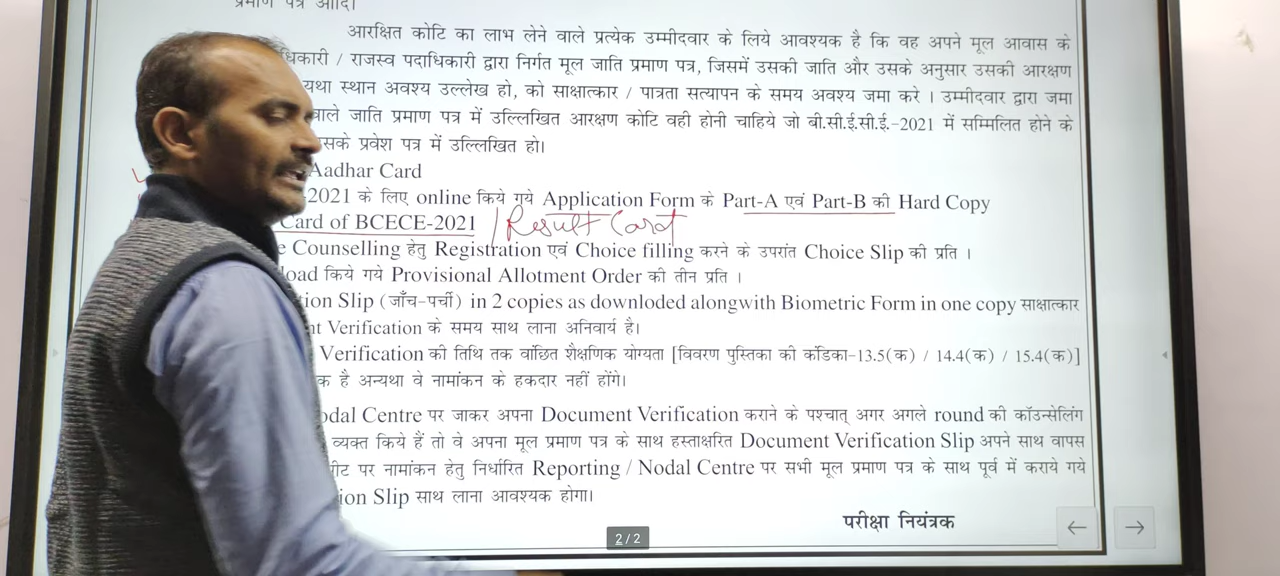 प्रमाण पत्र आदि।
आरक्षित कोटि का लाभ लेने वाले प्रत्येक उम्मीदवार के लिये आवश्यक है कि वह अपने मूल आवास के
धिकारी / राजस्व पदाधिकारी द्वारा निर्गत मूल जाति प्रमाण पत्र, जिसमें उसकी जाति और उसके अनुसार उसकी आरक्षण
यथा स्थान अवश्य उल्लेख हो, को साक्षात्कार / पात्रता सत्यापन के समय अवश्य जमा करे । उम्मीदवार द्वारा जमा
वाले जाति प्रमाण पत्र में उल्लिखित आरक्षण कोटि वही होनी चाहिये जो बी.सी.ई.सी.ई.-2021 में सम्मिलित होने के
सके प्रवेश पत्र में उल्लिखित हो।
Aadhar Card
2021 के लिए online किये गये Application Form के Part-A एवं Part-B की Hard Copy
Card of BCECE-2021 / Result Card
e Counselling हेतु Registration एवं Choice filling करने के उपरांत Choice Slip की प्रति ।
load किये गये Provisional Allotment Order की तीन प्रति ।
tion Slip (जाँच-पर्ची) in 2 copies as downloded alongwith Biometric Form in one copy साक्षात्कार
nt Verification के समय साथ लाना अनिवार्य है।
Verification की तिथि तक वांछित शैक्षणिक योग्यता [विवरण पुस्तिका की कंडिका-13.5(क) / 14.4(क) / 15.4(क)]
क है अन्यथा वे नामांकन के हकदार नहीं होंगे।
odal Centre पर जाकर अपना Document Verification कराने के पश्चात् अगर अगले round की कॉउन्सेलिंग
व्यक्त किये हैं तो वे अपना मूल प्रमाण पत्र के साथ हस्ताक्षरित Document Verification Slip अपने साथ वापस
ीट पर नामांकन हेतु निर्धारित Reporting / Nodal Centre पर सभी मूल प्रमाण पत्र के साथ पूर्व में कराये गये
ion Slip साथ लाना आवश्यक होगा।
परीक्षा नियंत्रक
2 / 2